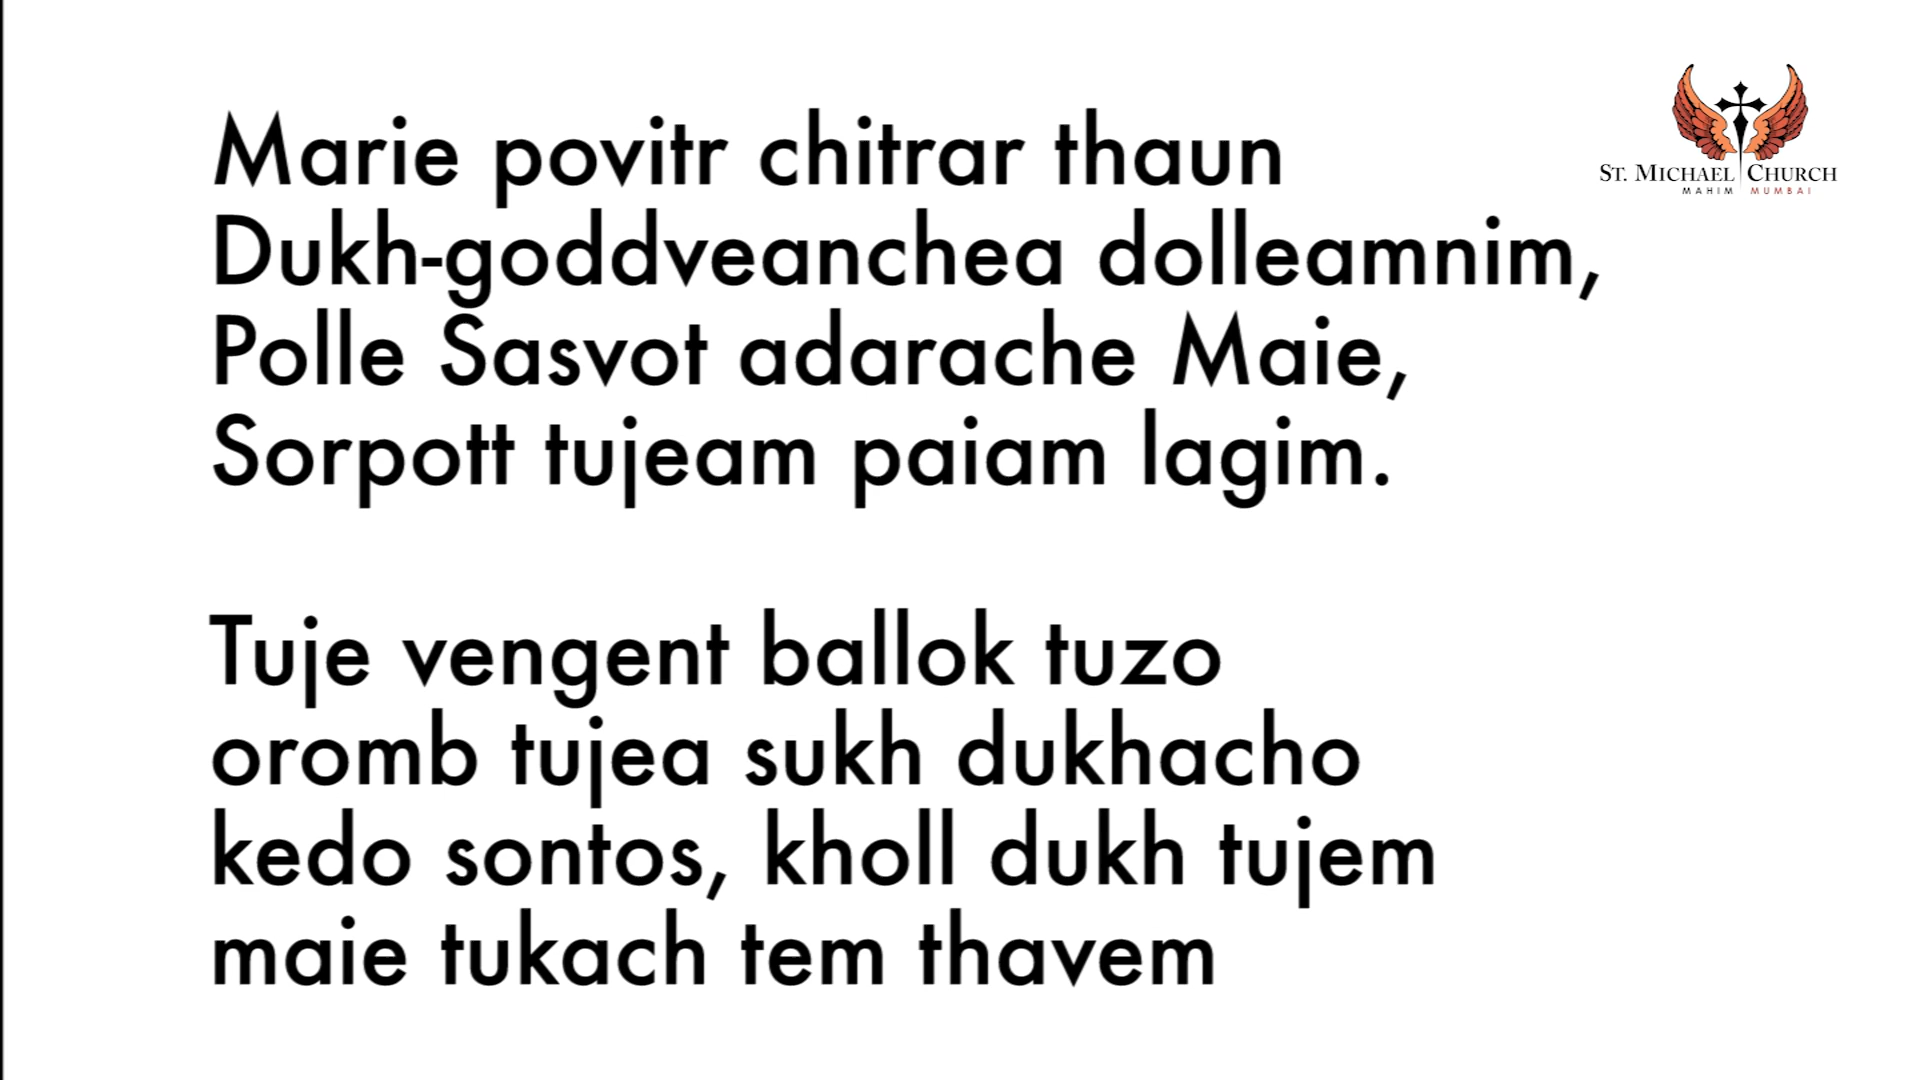 Marie povitr chitrar thaun
Dukh-goddveanchea dolleamnim,
Polle Sasvot adarache Maie,
Sorpott tujeam paiam lagim.
Tuje vengent ballok tuzo
oromb tujea sukh dukhacho
kedo sontos, kholl dukh tujem
maie tukach tem thavem
ST. MICHAEL CHURCH
MAHIM MUMBAI